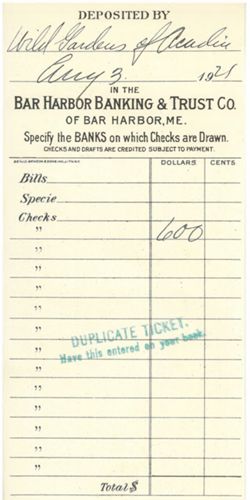 DEPOSITED BY
Wild Gardens of Acadia
Aug 3. 1921
IN THE
BAR HARBOR BANKING & TRUST CO.
OF BAR HARBOR, ME.
Specify the BANKS on which Checks are Drawn.
CHECKS AND DRAFTS ARE CREDITED SUBJECT TO PAYMENT.
DOLLARS CENTS
Bills
Specie
Checks
" 600
"
"
"
"
DUPLICATE TICKET.
" Have this entered on your book.
"
"
"
"
"
"
Total $